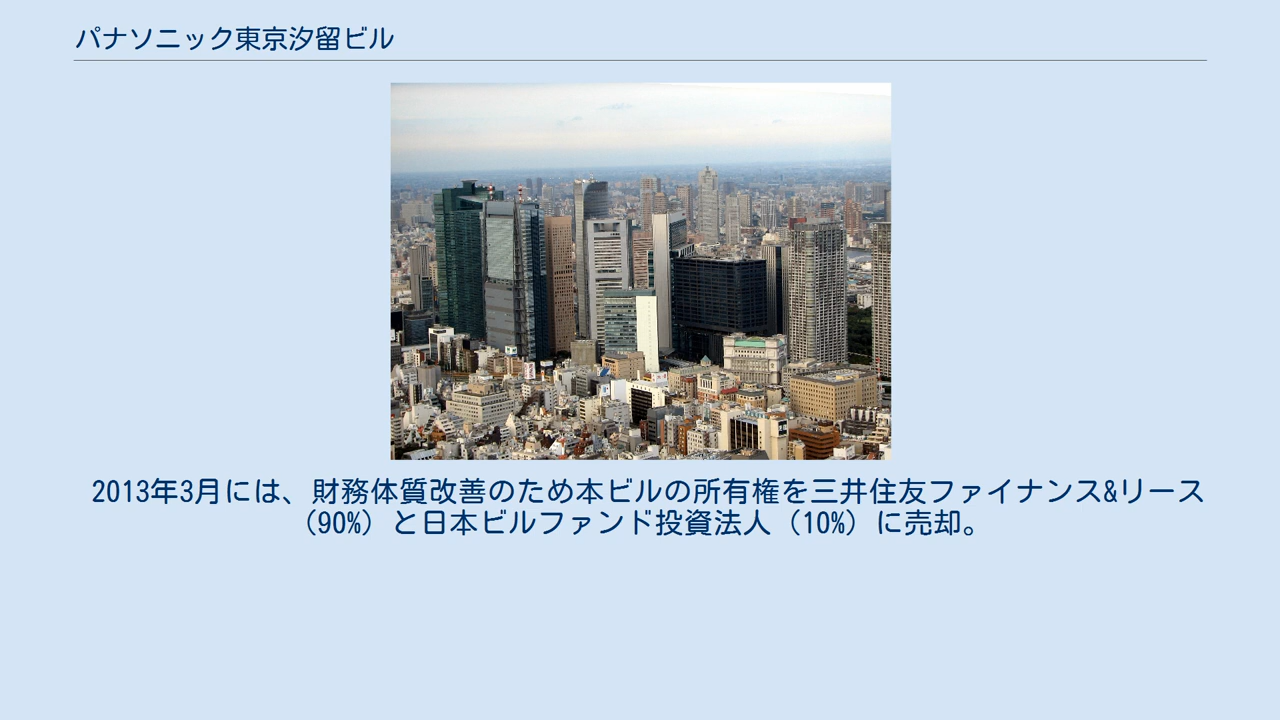 パナソニック東京汐留ビル
2013年3月には、財務体質改善のため本ビルの所有権を三井住友ファイナンス&リース
（90%）と日本ビルファンド投資法人（10%）に売却。